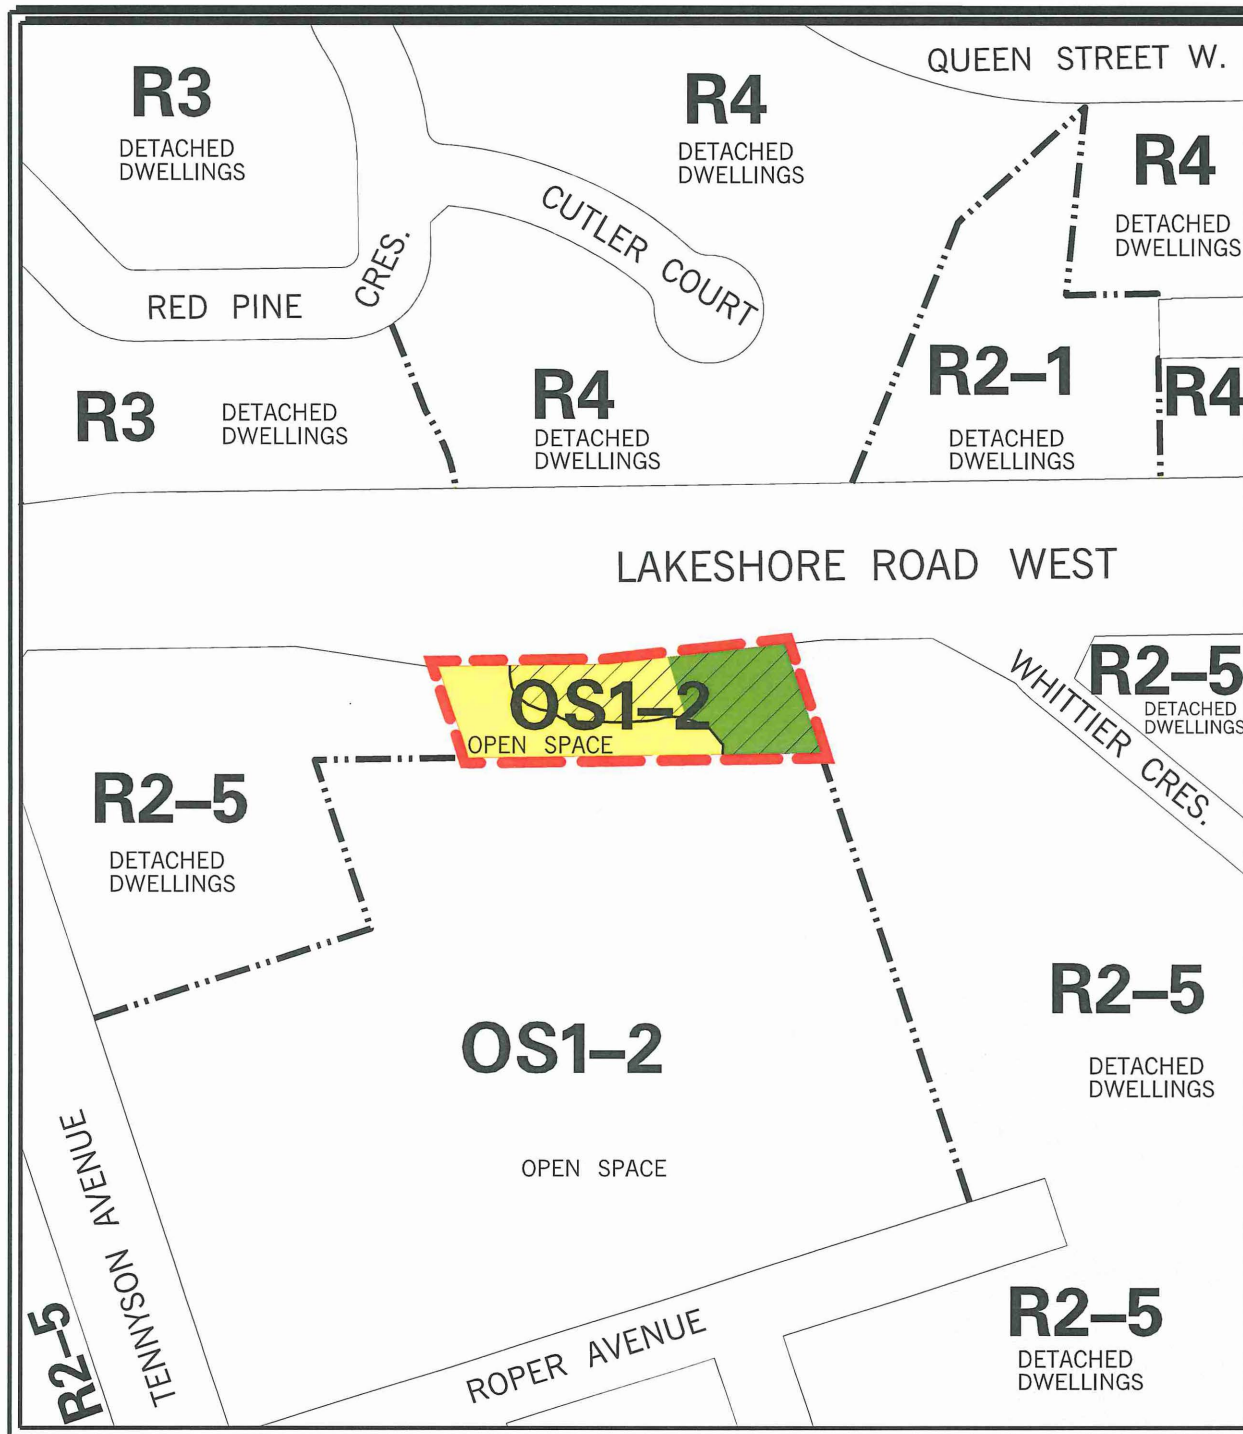 QUEEN STREET W.
R3
DETACHED
DWELLINGS
R4
DETACHED
DWELLINGS
R4
DETACHED
DWELLINGS
CUTLER COURT
RED PINE CRES.
R3
DETACHED
DWELLINGS
R4
DETACHED
DWELLINGS
R2–1
DETACHED
DWELLINGS
R4
LAKESHORE ROAD WEST
OS1–2
OPEN SPACE
WHITTIER CRES.
R2–5
DETACHED
DWELLINGS
R2–5
DETACHED
DWELLINGS
R2–5
DETACHED
DWELLINGS
OS1–2
OPEN SPACE
TENNYSON AVENUE
R2–5
ROPER AVENUE
R2–5
DETACHED
DWELLINGS